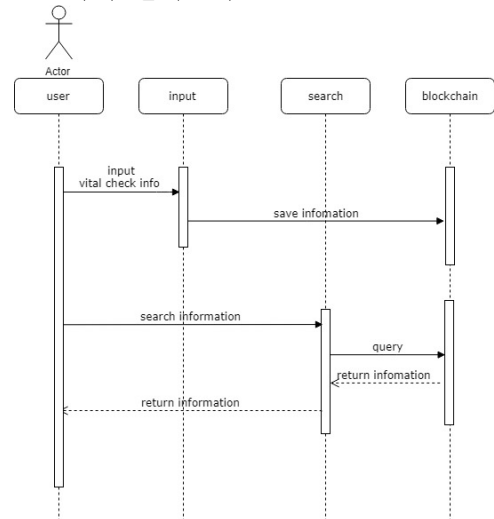 Actor
user
input
search
blockchain
input
vital check info
save infomation
search information
query
return infomation
return information